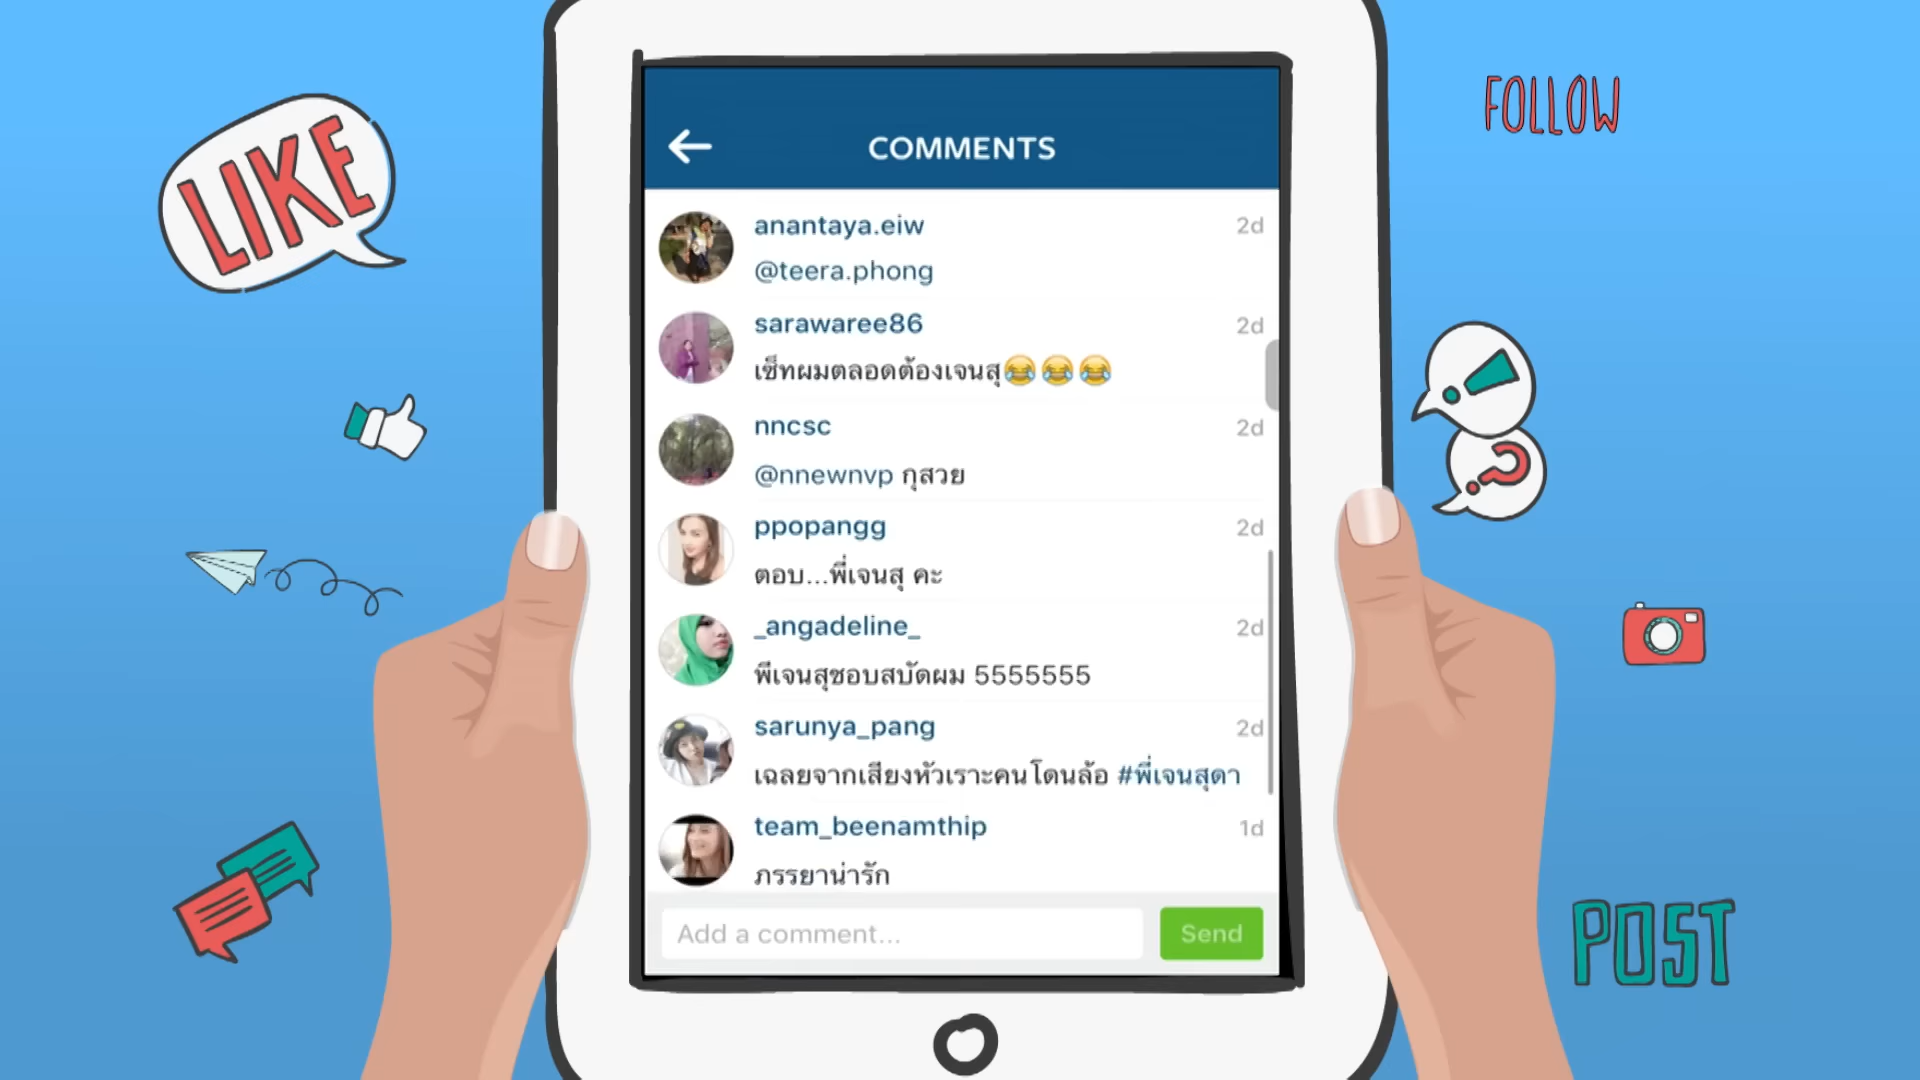 LIKE
FOLLOW
COMMENTS
anantaya.eiw 2d
@teera.phong
sarawaree86 2d
เซ็ทผมตลอดต้องเจนสุ😂😂😂
nncsc 2d
@nnewnvp กุสวย
ppopangg 2d
ตอบ...พี่เจนสุ คะ
_angadeline_ 2d
พี่เจนสุชอบสบัดผม 5555555
sarunya_pang 2d
เฉลยจากเสียงหัวเราะคนโดนล้อ #พี่เจนสุดา
team_beenamthip 1d
ภรรยาน่ารัก
Add a comment... Send
POST